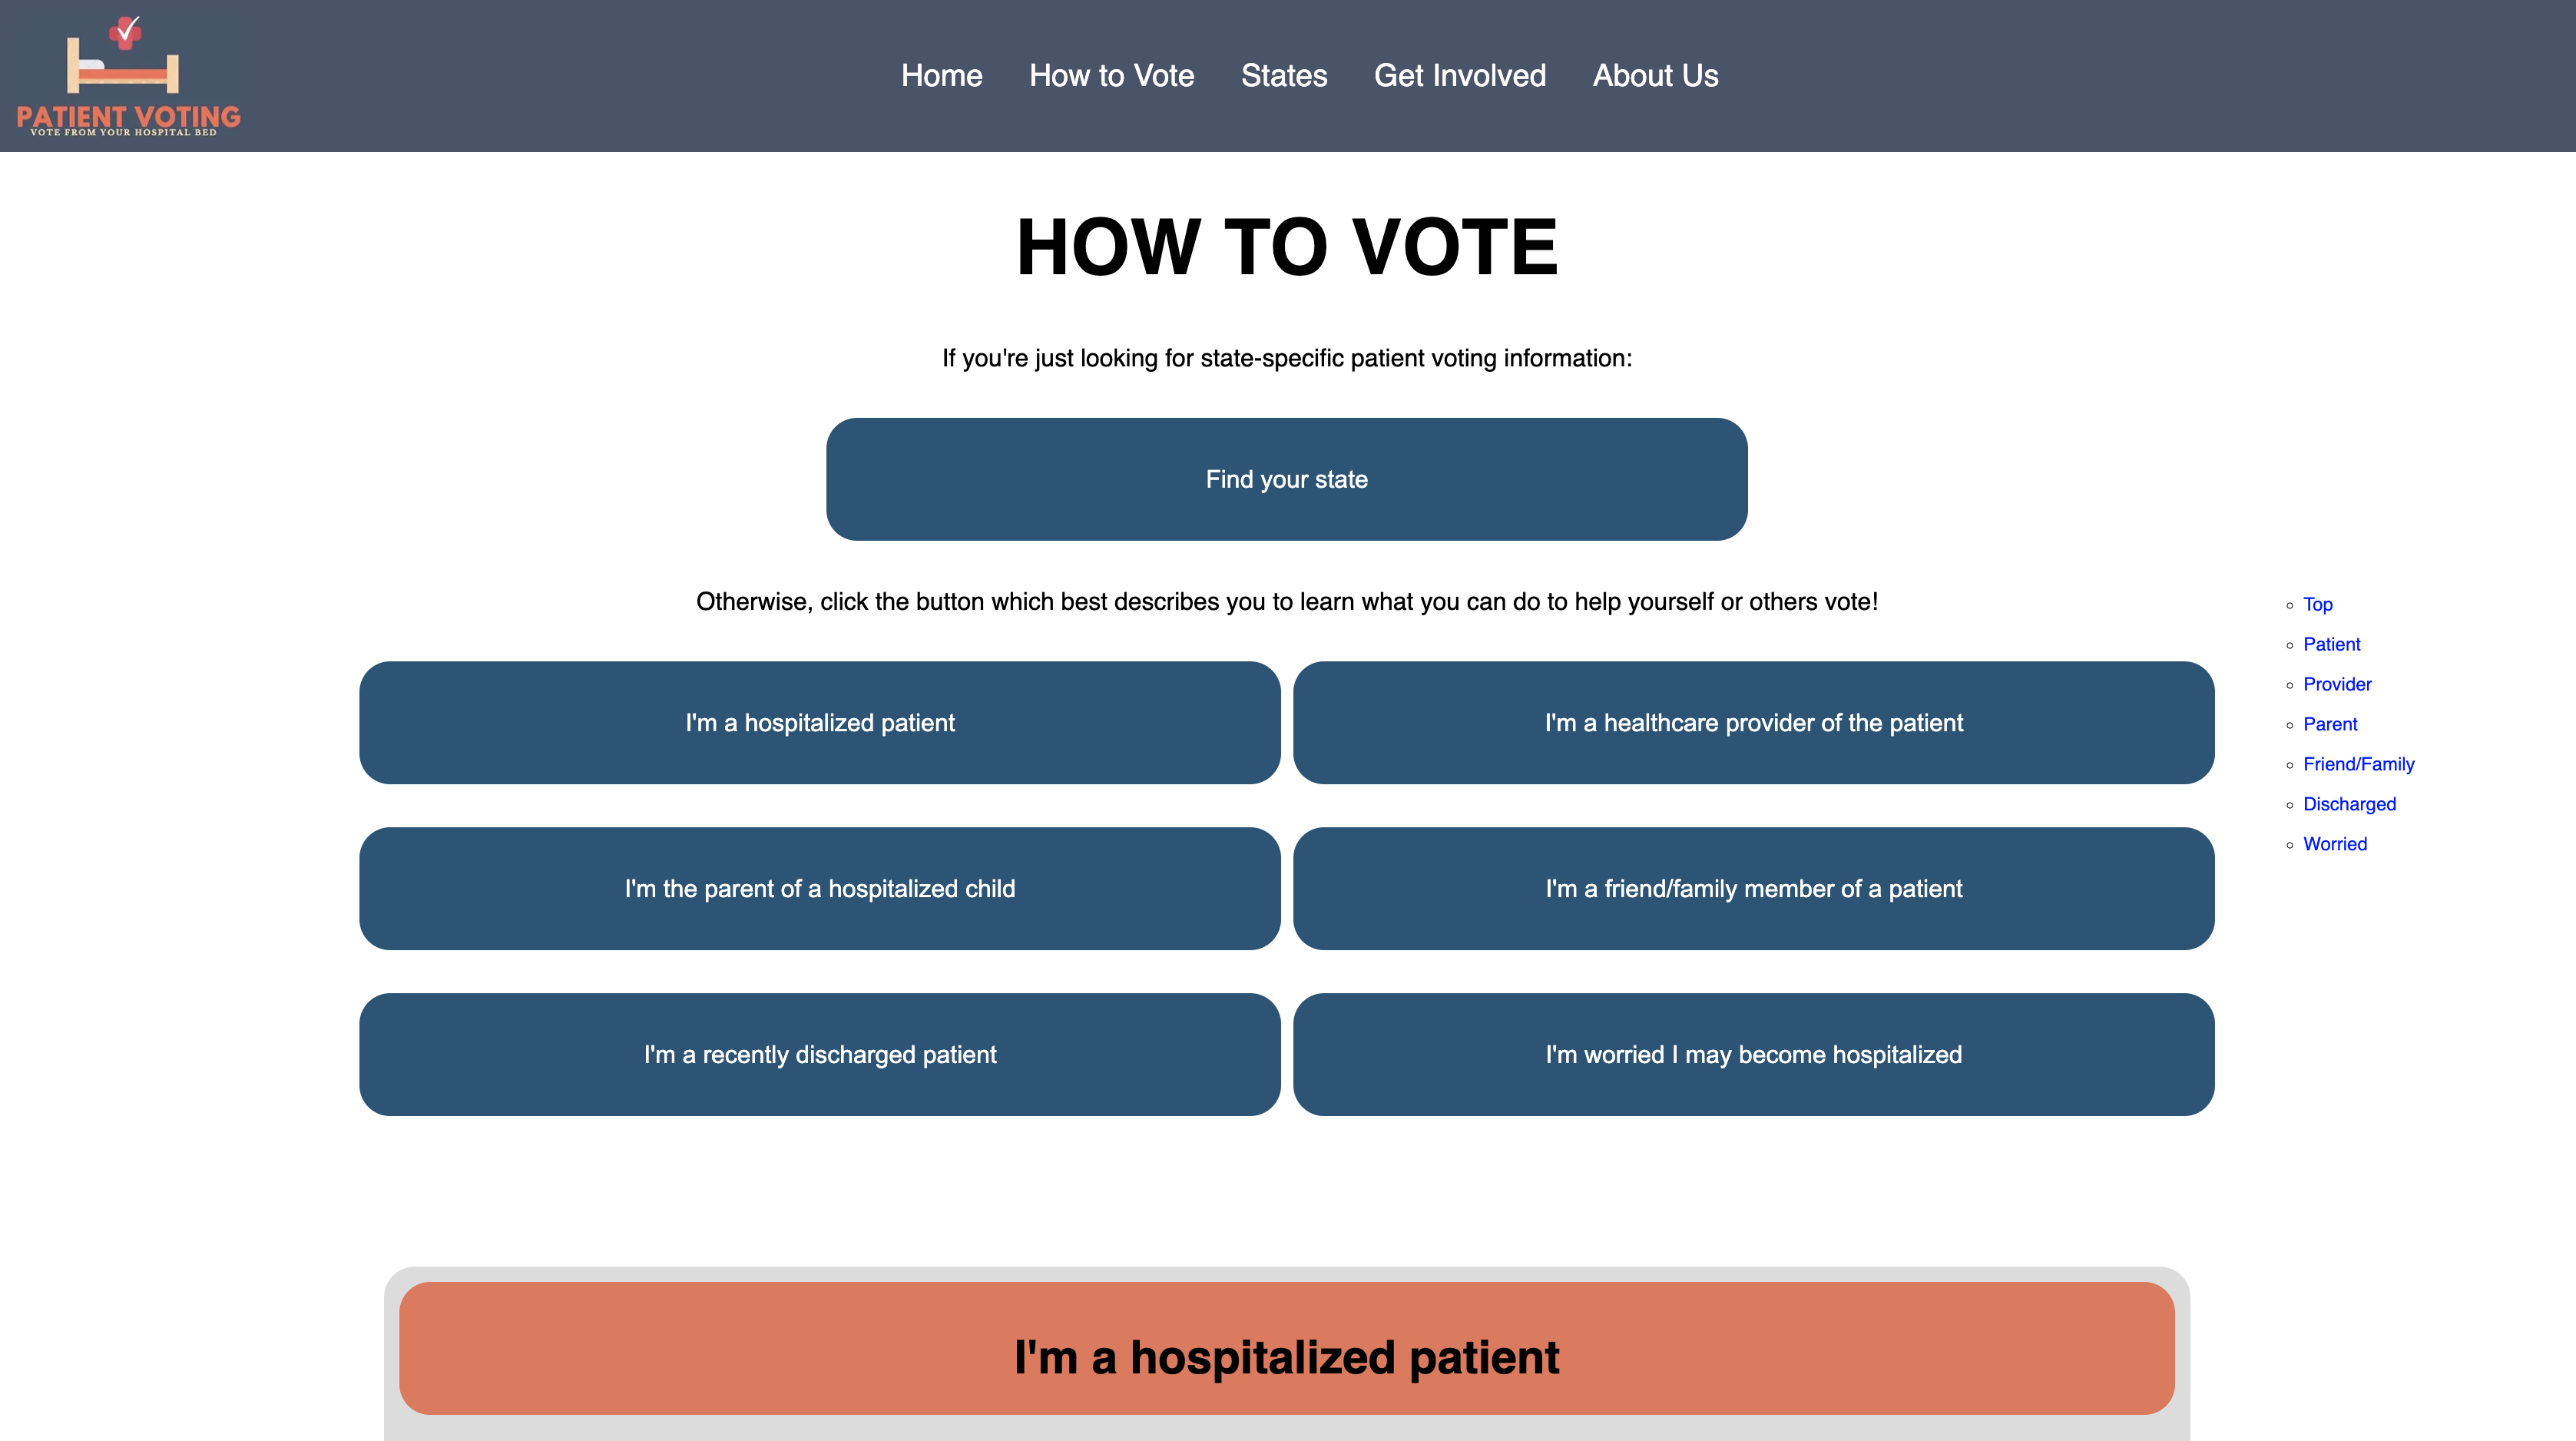 PATIENT VOTING
VOTE FROM YOUR HOSPITAL BED
Home How to Vote States Get Involved About Us
HOW TO VOTE
If you're just looking for state-specific patient voting information:
Find your state
Otherwise, click the button which best describes you to learn what you can do to help yourself or others vote!
I'm a hospitalized patient
I'm a healthcare provider of the patient
I'm the parent of a hospitalized child
I'm a friend/family member of a patient
I'm a recently discharged patient
I'm worried I may become hospitalized
Top
Patient
Provider
Parent
Friend/Family
Discharged
Worried
I'm a hospitalized patient